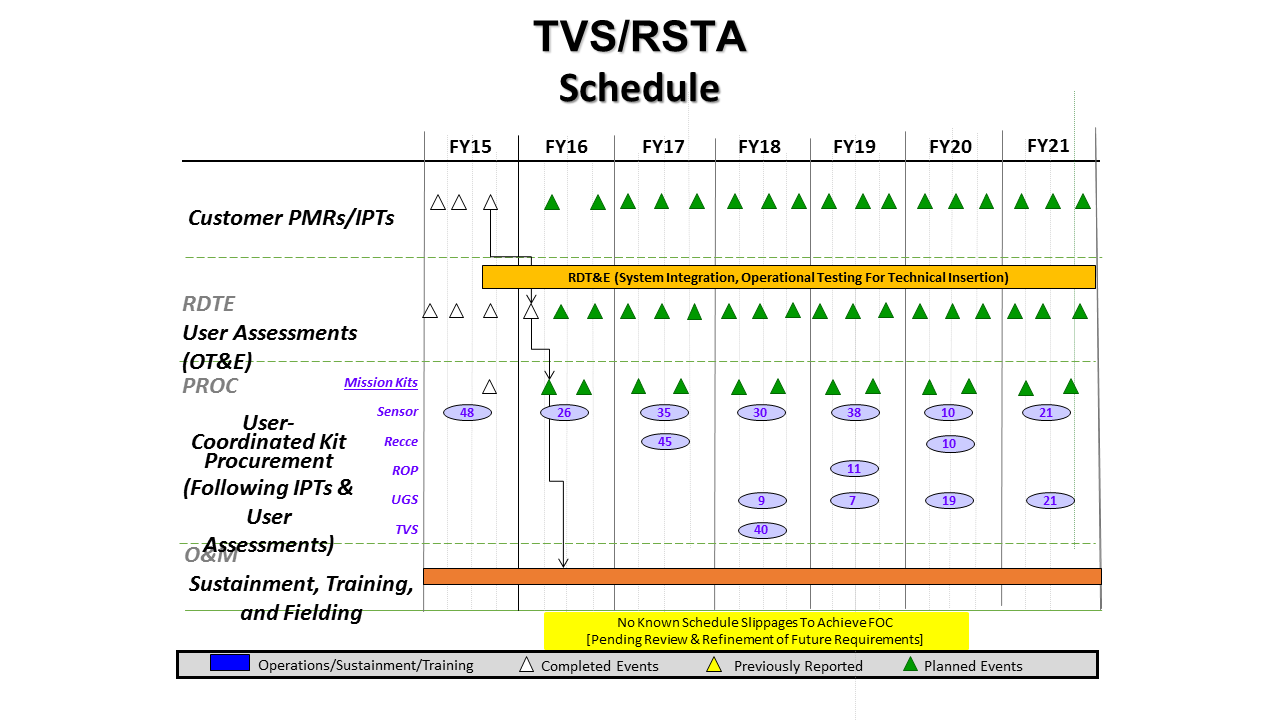 TVS/RSTA
Schedule
FY15 FY16 FY17 FY18 FY19 FY20 FY21
Customer PMRs/IPTs
RDT&E (System Integration, Operational Testing For Technical Insertion)
RDTE
User Assessments
(OT&E)
PROC
Mission Kits
Sensor 48 26 35 30 38 10 21
User-
Coordinated Kit
Procurement
(Following IPTs &
User
Assessments)
Recce 45 10
ROP 11
UGS 9 7 19 21
TVS 40
O&M
Sustainment, Training,
and Fielding
No Known Schedule Slippages To Achieve FOC
[Pending Review & Refinement of Future Requirements]
Operations/Sustainment/Training Completed Events Previously Reported Planned Events